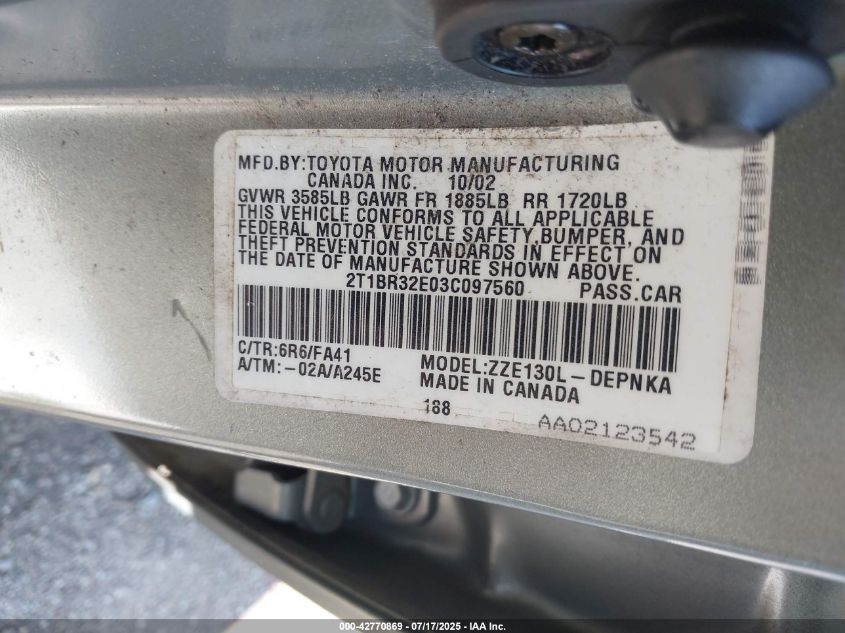 MFD.BY:TOYOTA MOTOR MANUFACTURING
CANADA INC. 10/02
GVWR 3585LB GAWR FR 1885LB RR 1720LB
THIS VEHICLE CONFORMS TO ALL APPLICABLE
FEDERAL MOTOR VEHICLE SAFETY,BUMPER, AND
THEFT PREVENTION STANDARDS IN EFFECT ON
THE DATE OF MANUFACTURE SHOWN ABOVE.
2T1BR32E03C097560 PASS.CAR
C/TR:6R6/FA41 MODEL:ZZE130L-DEPNKA
A/TM:-02A/A245E MADE IN CANADA
188
AA02123542
000-42770869 07/17/2025 - IAA Inc.